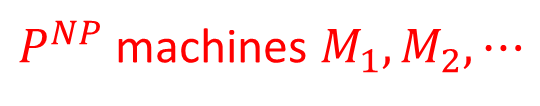 P^{NP} machines M_1, M_2, ⋯